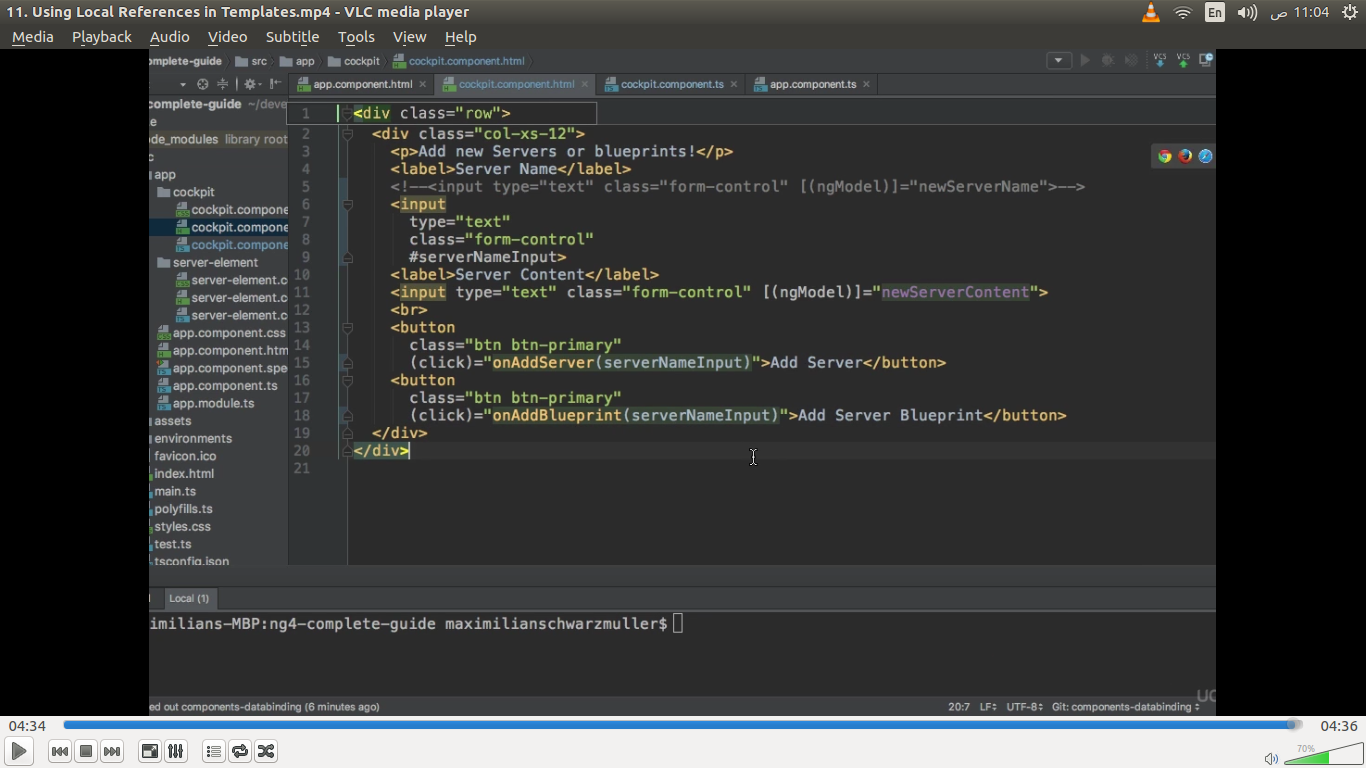 11. Using Local References in Templates.mp4 - VLC media player
En
ص 11:04
Media Playback Audio Video Subtitle Tools View Help
omplete-guide src app cockpit cockpit.component.html
app.component.html cockpit.component.html cockpit.component.ts app.component.ts
complete-guide ~/deve
e
de_modules library root
c
app
cockpit
cockpit.compone
cockpit.compone
cockpit.compone
server-element
server-element.c
server-element.c
server-element.c
app.component.css
app.component.htm
app.component.spe
app.component.ts
app.module.ts
assets
environments
favicon.ico
index.html
main.ts
polyfills.ts
styles.css
test.ts
tsconfig.json
1 <div class="row">
2 <div class="col-xs-12">
3 <p>Add new Servers or blueprints!</p>
4 <label>Server Name</label>
5 <!--<input type="text" class="form-control" [(ngModel)]="newServerName">-->
6 <input
7 type="text"
8 class="form-control"
9 #serverNameInput>
10 <label>Server Content</label>
11 <input type="text" class="form-control" [(ngModel)]="newServerContent">
12 <br>
13 <button
14 class="btn btn-primary"
15 (click)="onAddServer(serverNameInput)">Add Server</button>
16 <button
17 class="btn btn-primary"
18 (click)="onAddBlueprint(serverNameInput)">Add Server Blueprint</button>
19 </div>
20 </div>
21
Local (1)
imilians-MBP:ng4-complete-guide maximilianschwarzmuller$
ed out components-databinding (6 minutes ago)
20:7 LF UTF-8 Git: components-databinding
04:34
04:36
70%